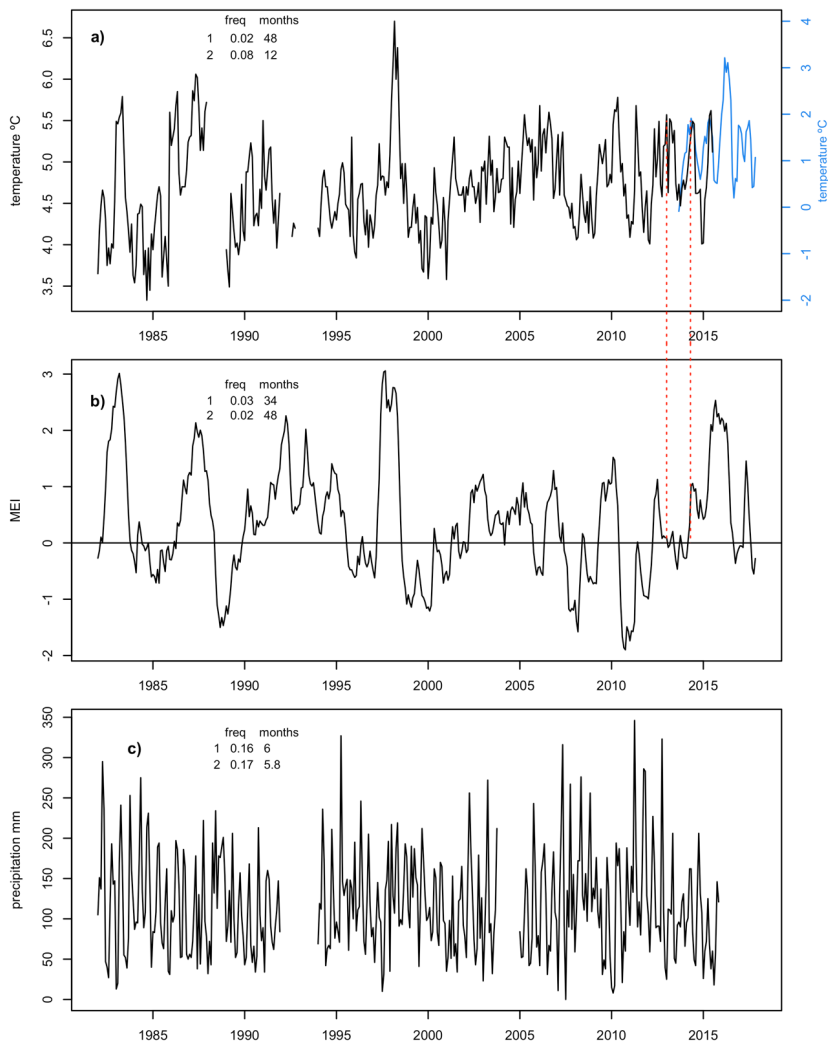 a)
freq months
1 0.02 48
2 0.08 12
temperature ºC
3.5 4.0 4.5 5.0 5.5 6.0 6.5
-2 -1 0 1 2 3 4
temperature ºC
1985 1990 1995 2000 2005 2010 2015
b)
freq months
1 0.03 34
2 0.02 48
MEI
-2 -1 0 1 2 3
1985 1990 1995 2000 2005 2010 2015
c)
freq months
1 0.16 6
2 0.17 5.8
precipitation mm
0 50 100 150 200 250 300 350
1985 1990 1995 2000 2005 2010 2015